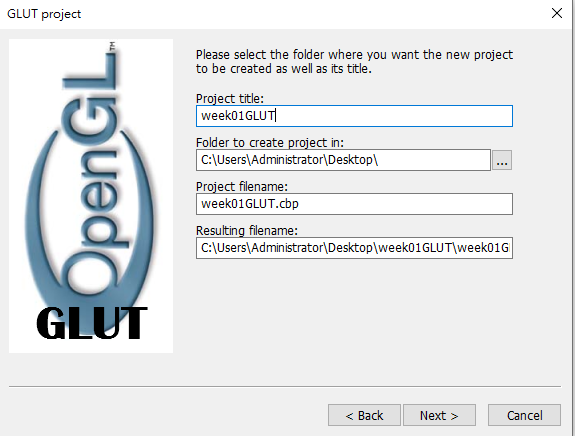 GLUT project
OpenGL™
GLUT
Please select the folder where you want the new project
to be created as well as its title.
Project title:
week01GLUT
Folder to create project in:
C:\Users\Administrator\Desktop\
...
Project filename:
week01GLUT.cbp
Resulting filename:
C:\Users\Administrator\Desktop\week01GLUT\week01G
< Back
Next >
Cancel